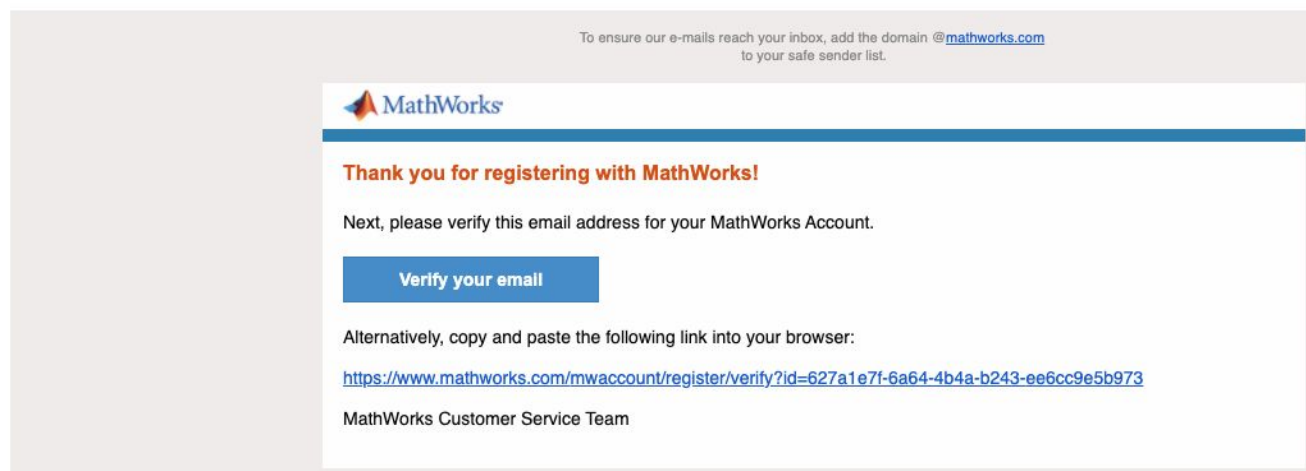 To ensure our e-mails reach your inbox, add the domain @mathworks.com
to your safe sender list.
MathWorks®
Thank you for registering with MathWorks!
Next, please verify this email address for your MathWorks Account.
Verify your email
Alternatively, copy and paste the following link into your browser:
https://www.mathworks.com/mwaccount/register/verify?id=627a1e7f-6a64-4b4a-b243-ee6cc9e5b973
MathWorks Customer Service Team